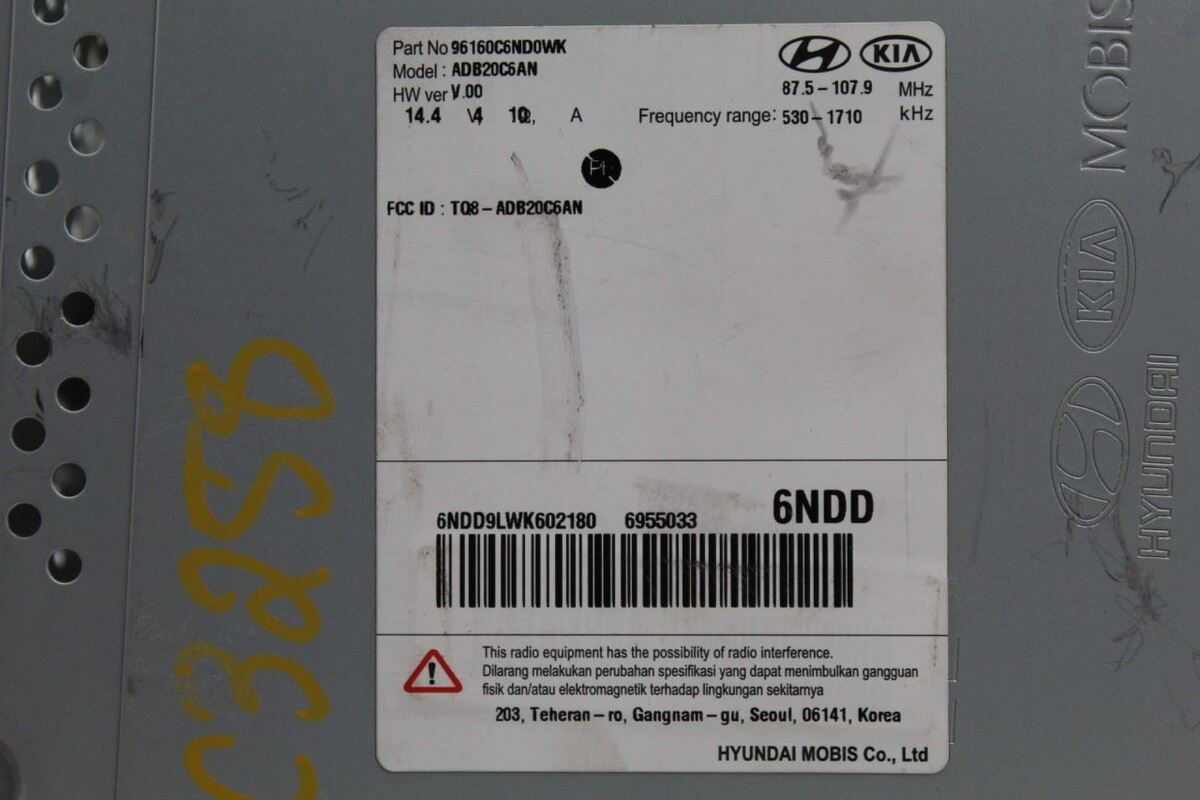 Part No 96160C6ND0WK
Model : ADB20C6AN
HW ver V.00
14.4 V, 4 A
KIA
87.5-107.9 MHz
Frequency range: 530-1710 kHz
FCC ID : TQ8-ADB20C6AN
6NDD9LWK602180 6955033 6NDD
This radio equipment has the possibility of radio interference.
Dilarang melakukan perubahan spesifikasi yang dapat menimbulkan gangguan
fisik dan/atau elektromagnetik terhadap lingkungan sekitarnya
203, Teheran-ro, Gangnam-gu, Seoul, 06141, Korea
HYUNDAI MOBIS Co., Ltd
C3258
MOBIS
KIA
HYUNDAI